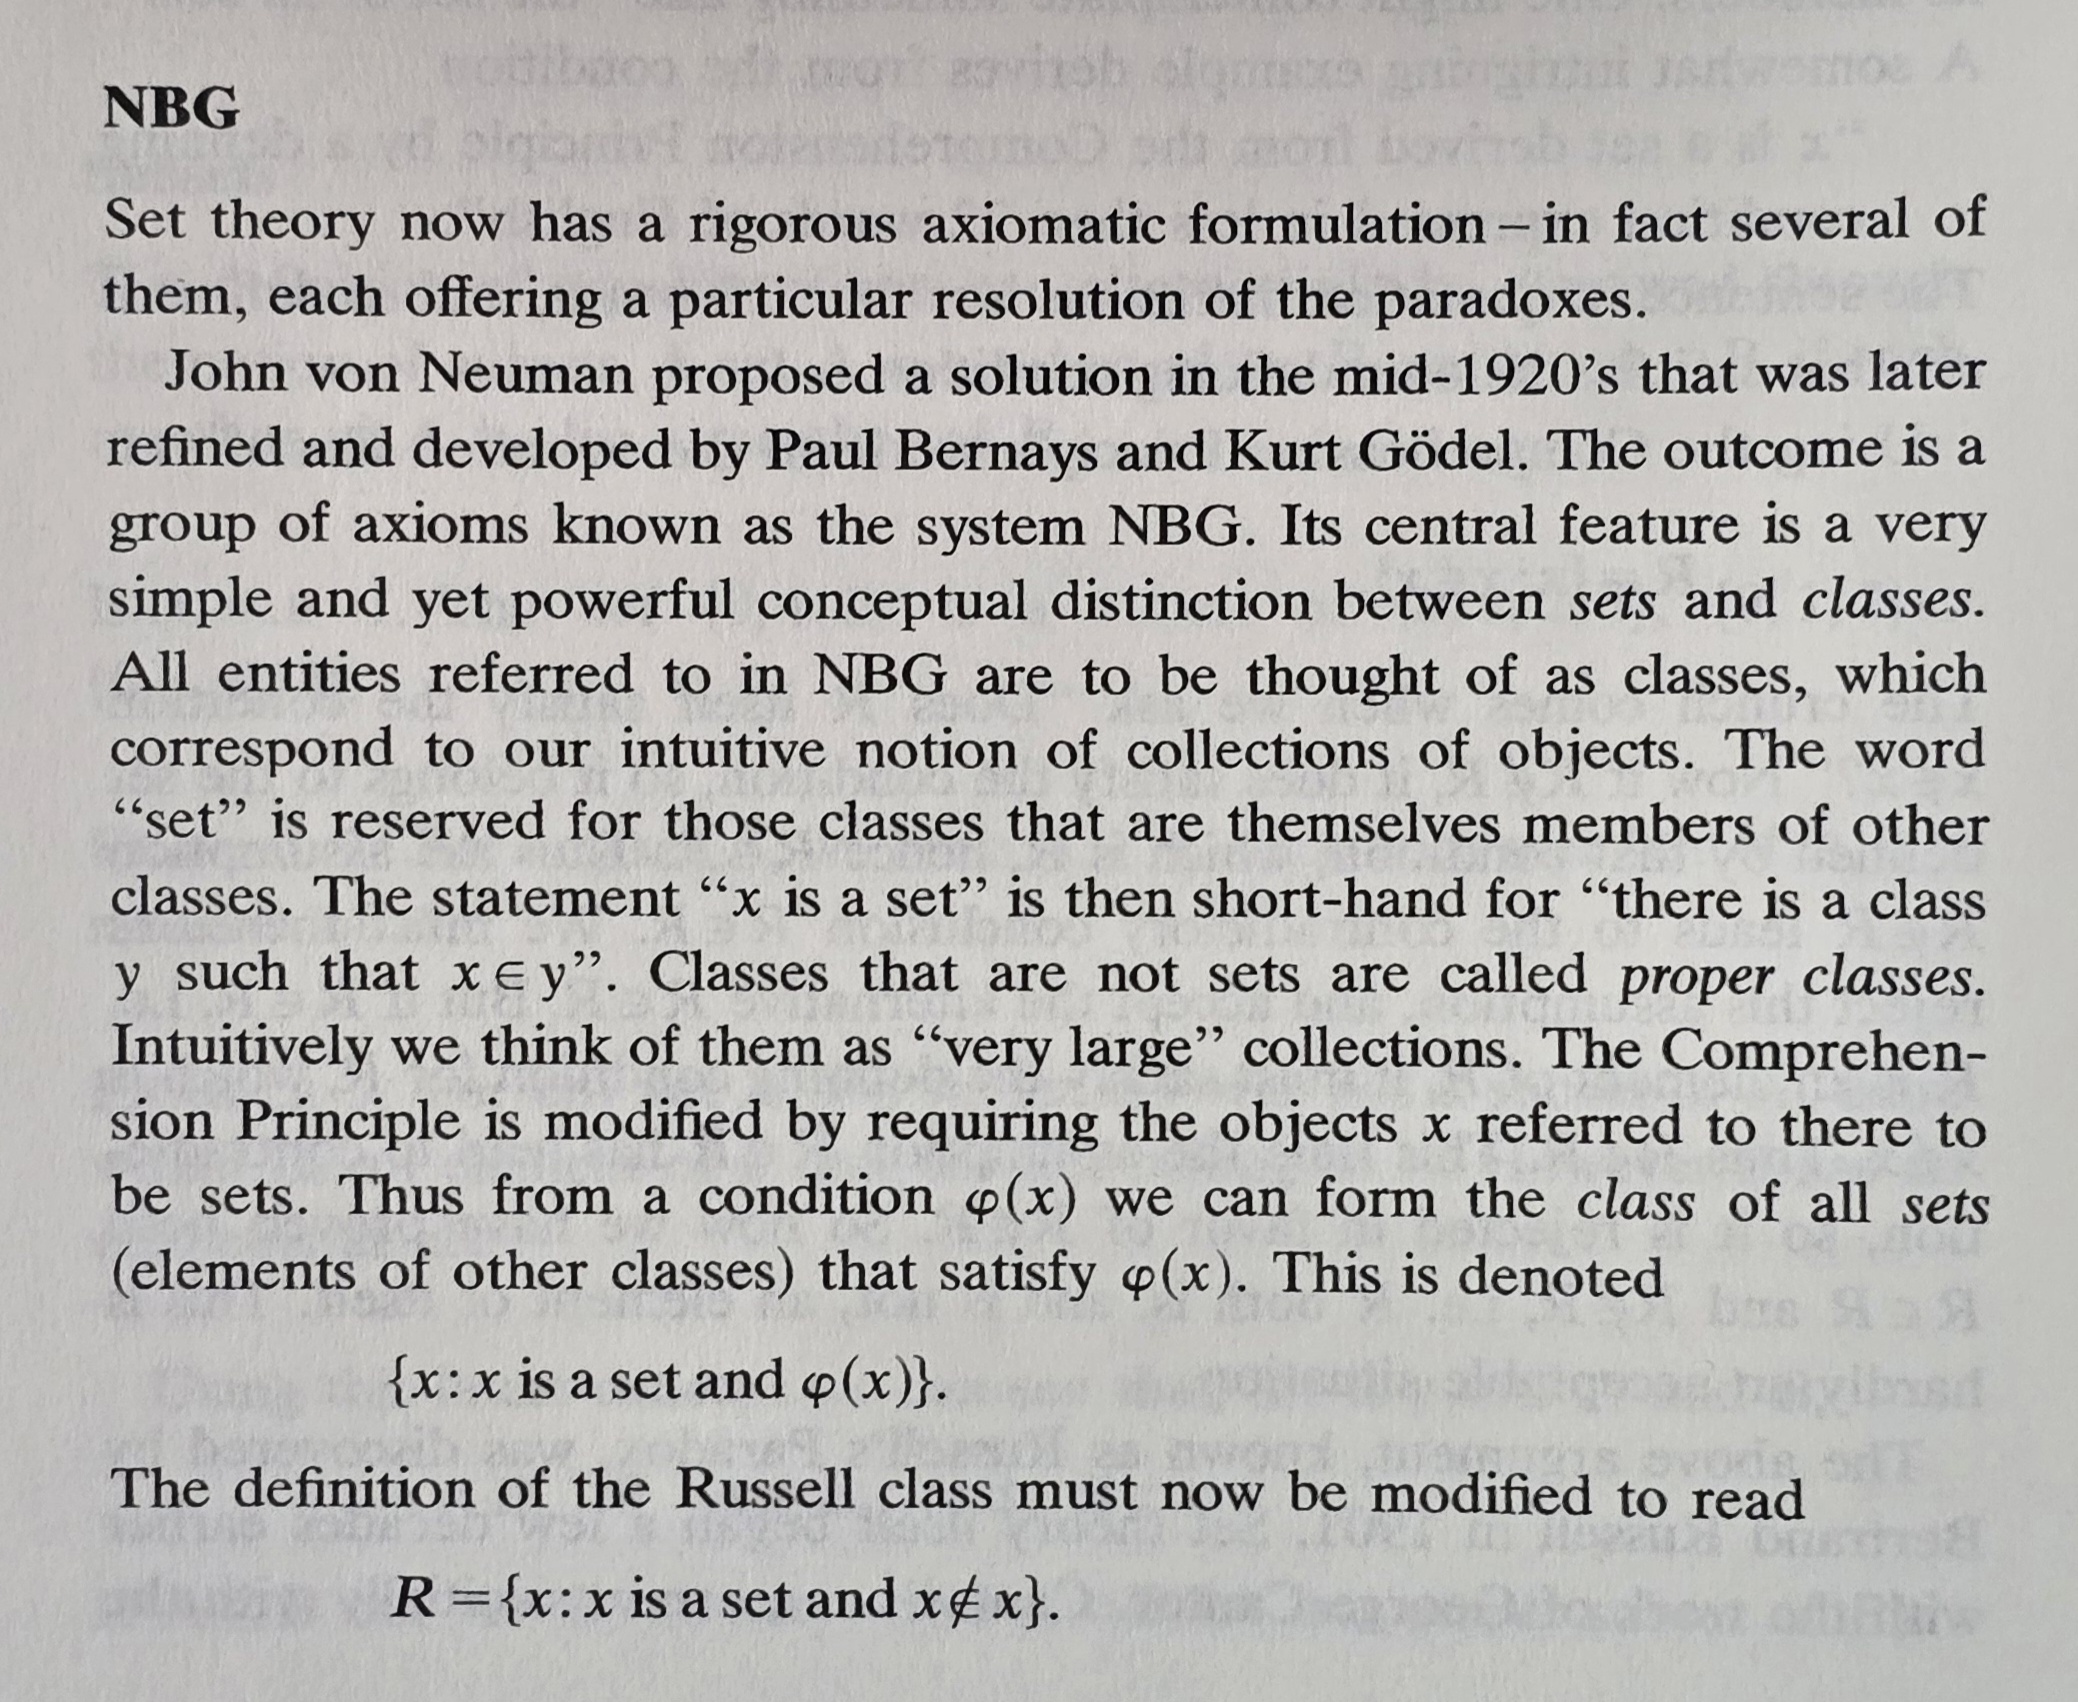 NBG
Set theory now has a rigorous axiomatic formulation – in fact several of
them, each offering a particular resolution of the paradoxes.
John von Neuman proposed a solution in the mid-1920’s that was later
refined and developed by Paul Bernays and Kurt Gödel. The outcome is a
group of axioms known as the system NBG. Its central feature is a very
simple and yet powerful conceptual distinction between sets and classes.
All entities referred to in NBG are to be thought of as classes, which
correspond to our intuitive notion of collections of objects. The word
“set” is reserved for those classes that are themselves members of other
classes. The statement “x is a set” is then short-hand for “there is a class
y such that x ∈ y”. Classes that are not sets are called proper classes.
Intuitively we think of them as “very large” collections. The Comprehen-
sion Principle is modified by requiring the objects x referred to there to
be sets. Thus from a condition φ(x) we can form the class of all sets
(elements of other classes) that satisfy φ(x). This is denoted
{x: x is a set and φ(x)}.
The definition of the Russell class must now be modified to read
R = {x: x is a set and x ∉ x}.